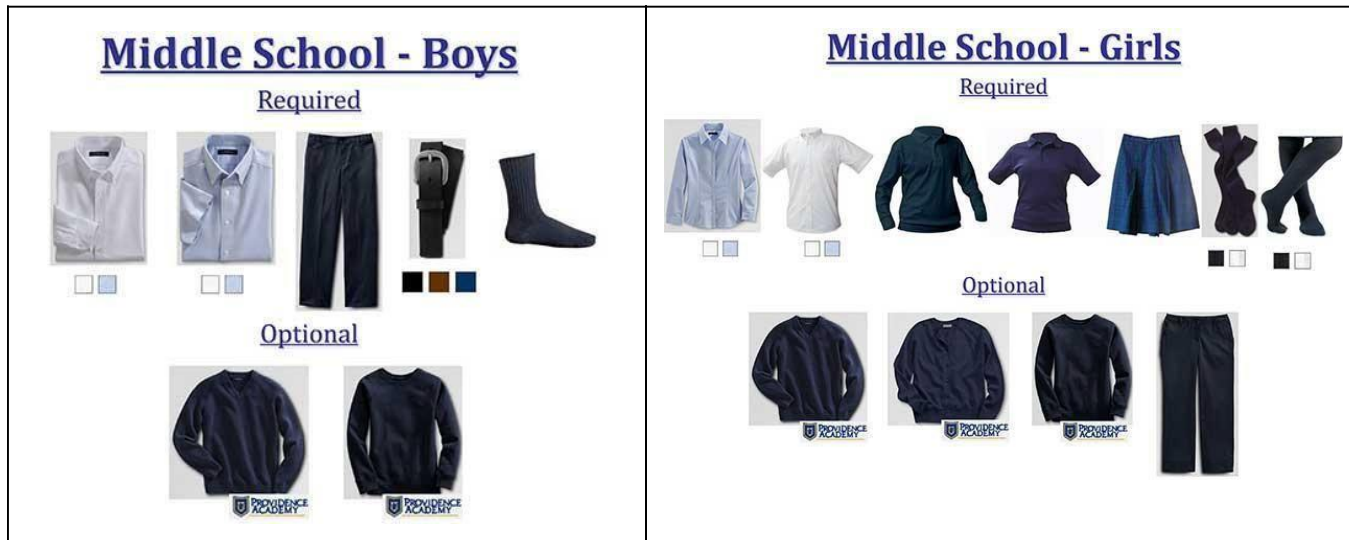 Middle School - Boys
Required
Optional
PROVIDENCE
ACADEMY
PROVIDENCE
ACADEMY
Middle School - Girls
Required
Optional
PROVIDENCE
ACADEMY
PROVIDENCE
ACADEMY
PROVIDENCE
ACADEMY